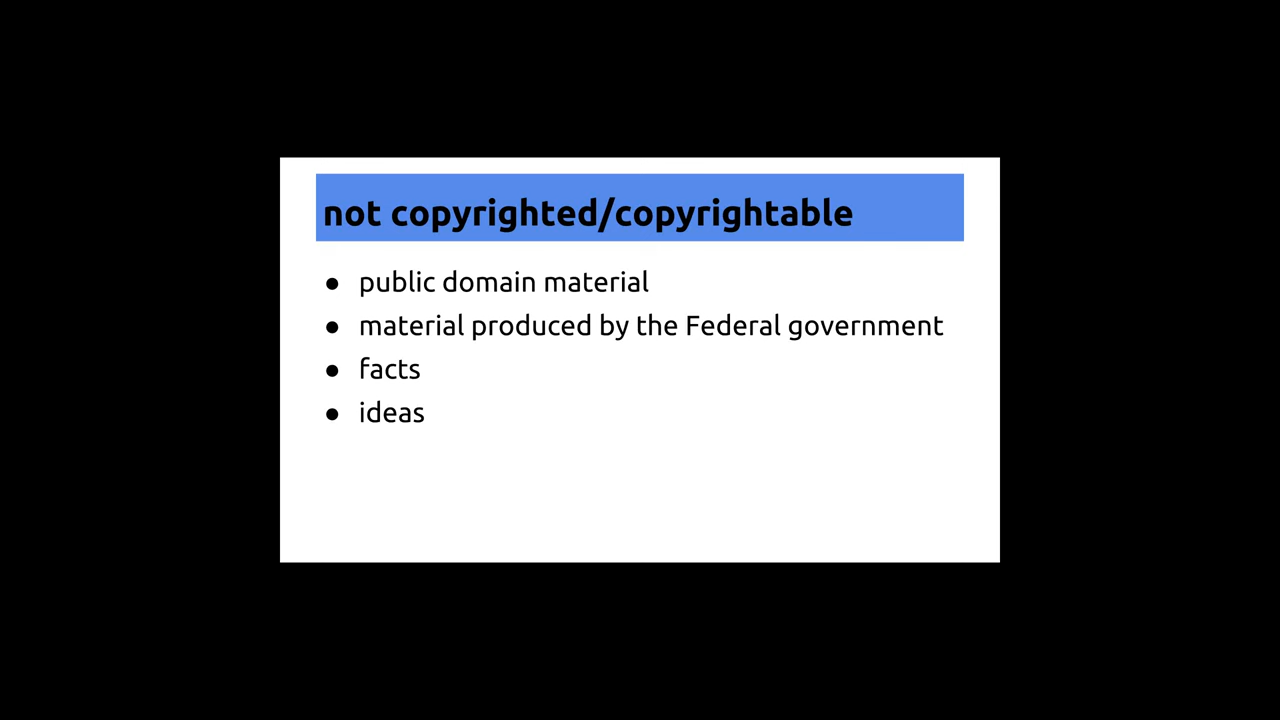 not copyrighted/copyrightable
● public domain material
● material produced by the Federal government
● facts
● ideas